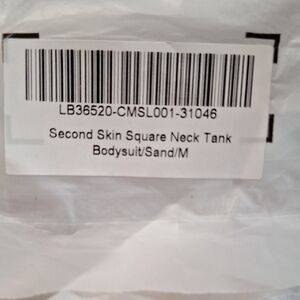 LB36520-CMSL001-31046
Second Skin Square Neck Tank
Bodysuit/Sand/M